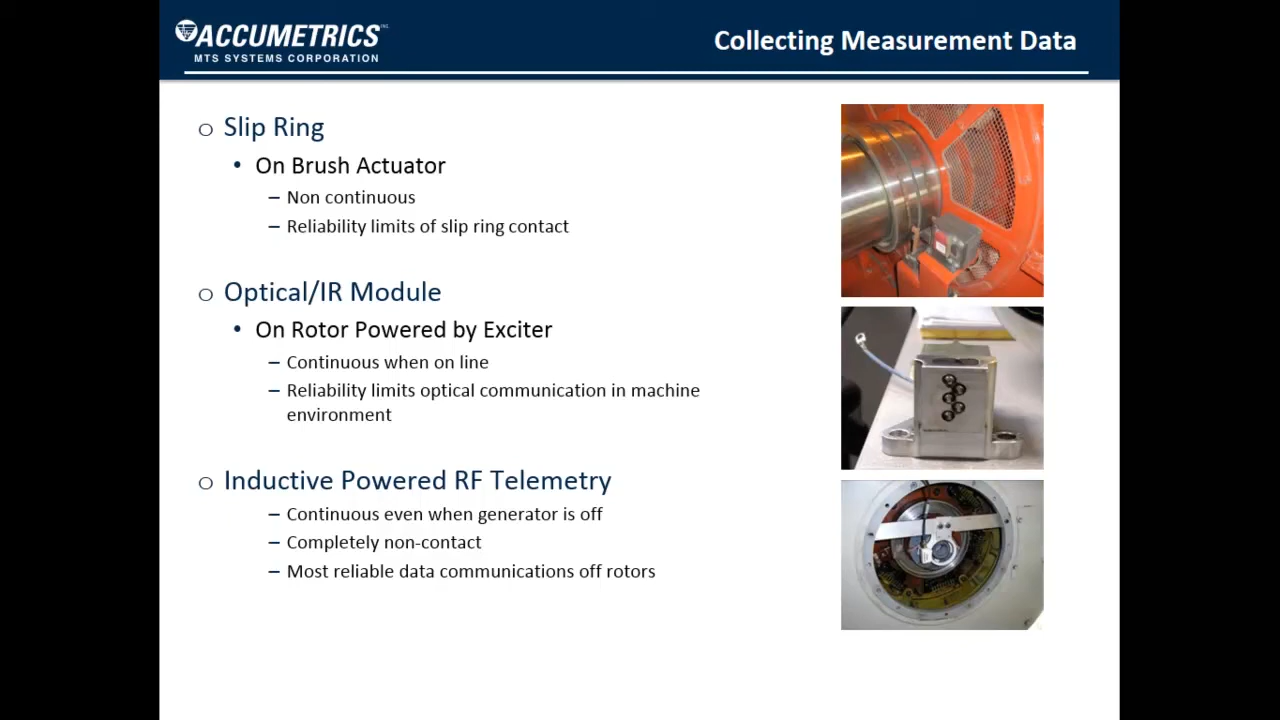 ACCUMETRICS INC.
MTS SYSTEMS CORPORATION
Collecting Measurement Data
o Slip Ring
• On Brush Actuator
– Non continuous
– Reliability limits of slip ring contact
o Optical/IR Module
• On Rotor Powered by Exciter
– Continuous when on line
– Reliability limits optical communication in machine
environment
o Inductive Powered RF Telemetry
– Continuous even when generator is off
– Completely non-contact
– Most reliable data communications off rotors